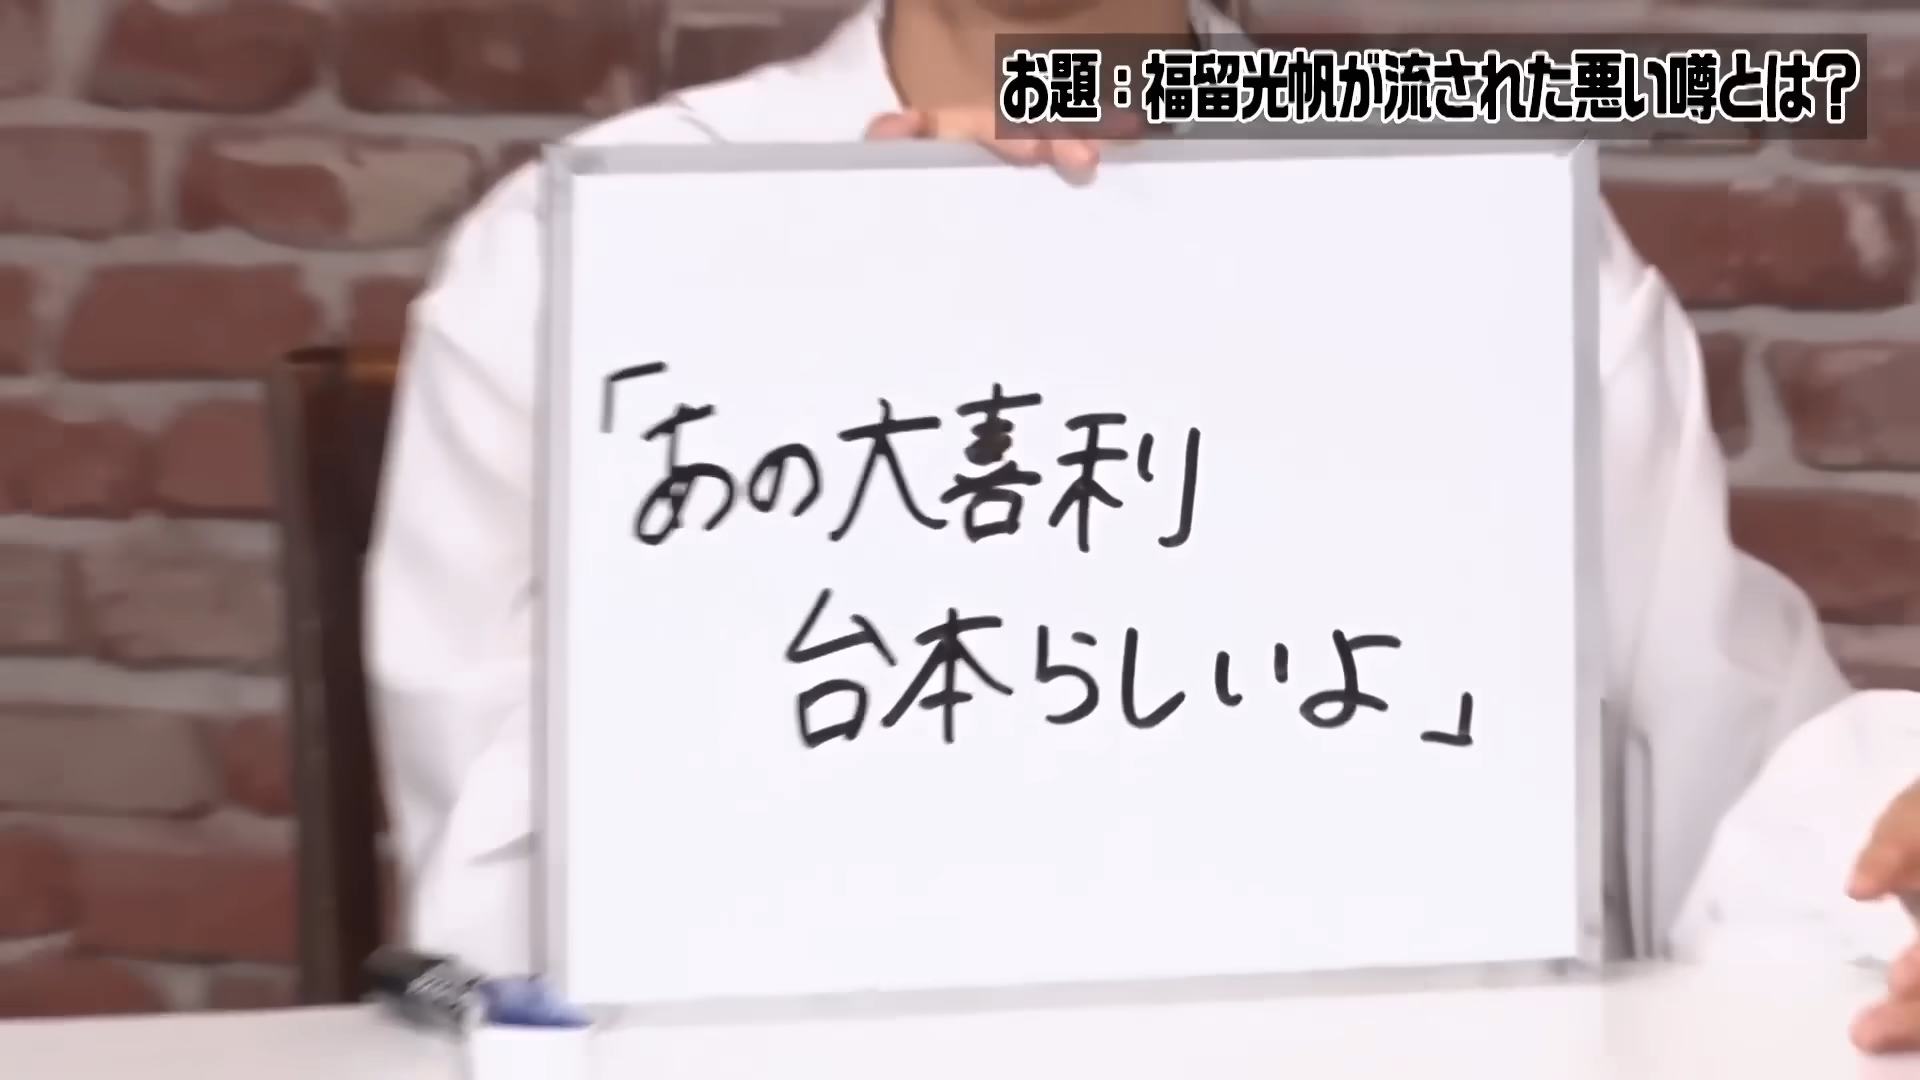 お題：福留光帆が流された悪い噂とは？
「あの大喜利
台本らしいよ」